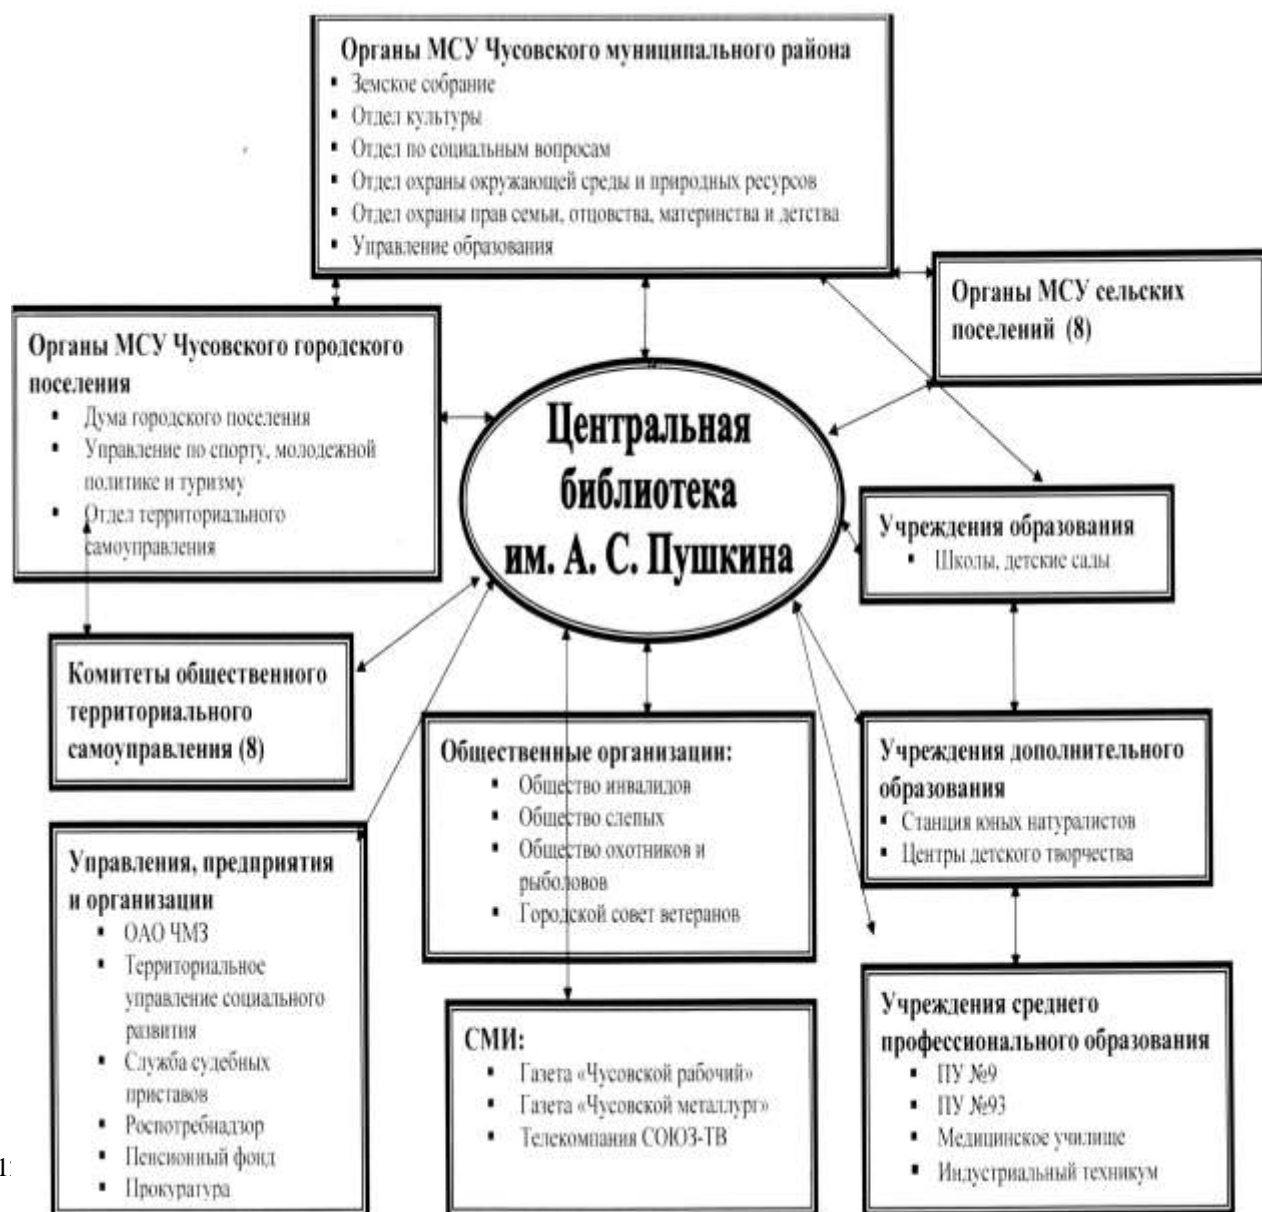 Органы МСУ Чусовского муниципального района
▪ Земское собрание
▪ Отдел культуры
▪ Отдел по социальным вопросам
▪ Отдел охраны окружающей среды и природных ресурсов
▪ Отдел охраны прав семьи, отцовства, материнства и детства
▪ Управление образования
Органы МСУ сельских
поселений (8)
Органы МСУ Чусовского городского
поселения
▪ Дума городского поселения
▪ Управление по спорту, молодежной
политике и туризму
▪ Отдел территориального
самоуправления
Центральная
библиотека
им. А. С. Пушкина
Учреждения образования
▪ Школы, детские сады
Комитеты общественного
территориального
самоуправления (8)
Общественные организации:
▪ Общество инвалидов
▪ Общество слепых
▪ Общество охотников и
рыболовов
▪ Городской совет ветеранов
Учреждения дополнительного
образования
▪ Станция юных натуралистов
▪ Центры детского творчества
Управления, предприятия
и организации
▪ ОАО ЧМЗ
▪ Территориальное
управление социального
развития
▪ Служба судебных
приставов
▪ Роспотребнадзор
▪ Пенсионный фонд
▪ Прокуратура
СМИ:
▪ Газета «Чусовской рабочий»
▪ Газета «Чусовской металлург»
▪ Телекомпания СОЮЗ-ТВ
Учреждения среднего
профессионального образования
▪ ПУ №9
▪ ПУ №93
▪ Медицинское училище
▪ Индустриальный техникум